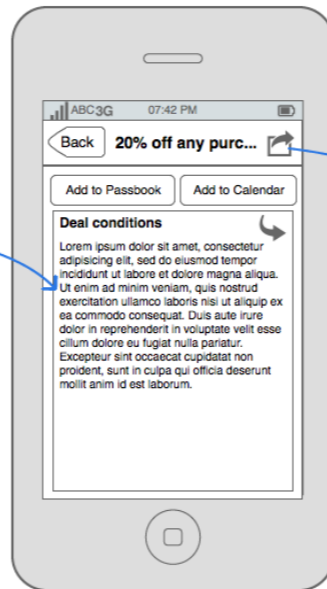 ABC3G 07:42 PM
Back 20% off any purc...
Add to Passbook Add to Calendar
Deal conditions
Lorem ipsum dolor sit amet, consectetur
adipisicing elit, sed do eiusmod tempor
incididunt ut labore et dolore magna aliqua.
Ut enim ad minim veniam, quis nostrud
exercitation ullamco laboris nisi ut aliquip ex
ea commodo consequat. Duis aute irure
dolor in reprehenderit in voluptate velit esse
cillum dolore eu fugiat nulla pariatur.
Excepteur sint occaecat cupidatat non
proident, sunt in culpa qui officia deserunt
mollit anim id est laborum.